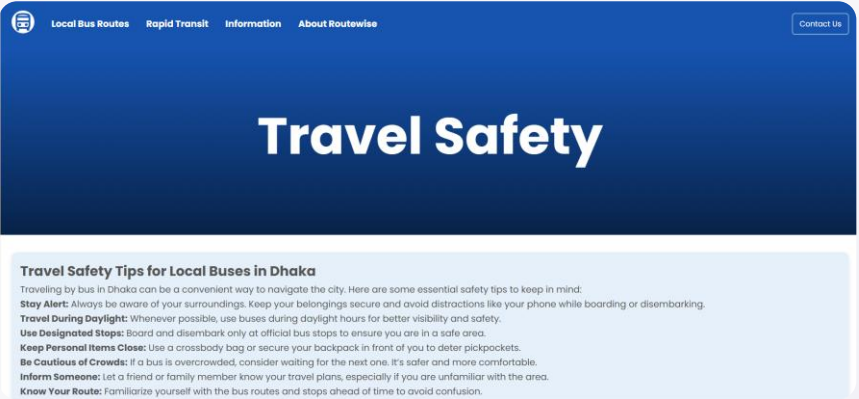 Local Bus Routes Rapid Transit Information About Routewise Contact Us
Travel Safety
Travel Safety Tips for Local Buses in Dhaka
Traveling by bus in Dhaka can be a convenient way to navigate the city. Here are some essential safety tips to keep in mind:
Stay Alert: Always be aware of your surroundings. Keep your belongings secure and avoid distractions like your phone while boarding or disembarking.
Travel During Daylight: Whenever possible, use buses during daylight hours for better visibility and safety.
Use Designated Stops: Board and disembark only at official bus stops to ensure you are in a safe area.
Keep Personal Items Close: Use a crossbody bag or secure your backpack in front of you to deter pickpockets.
Be Cautious of Crowds: If a bus is overcrowded, consider waiting for the next one. It's safer and more comfortable.
Inform Someone: Let a friend or family member know your travel plans, especially if you are unfamiliar with the area.
Know Your Route: Familiarize yourself with the bus routes and stops ahead of time to avoid confusion.